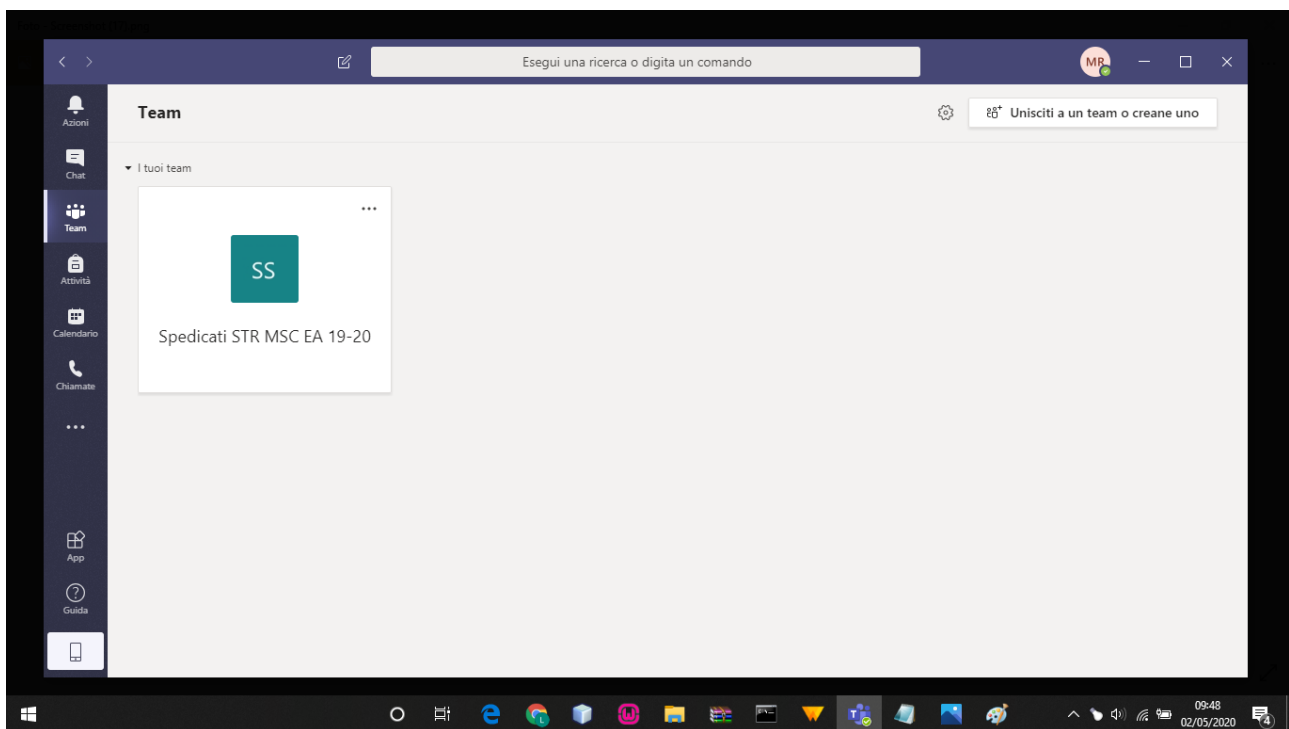 Esegui una ricerca o digita un comando
MR
Azioni
Chat
Team
Attività
Calendario
Chiamate
App
Guida
Team
Unisciti a un team o creane uno
I tuoi team
SS
Spedicati STR MSC EA 19-20
09:48
02/05/2020
4